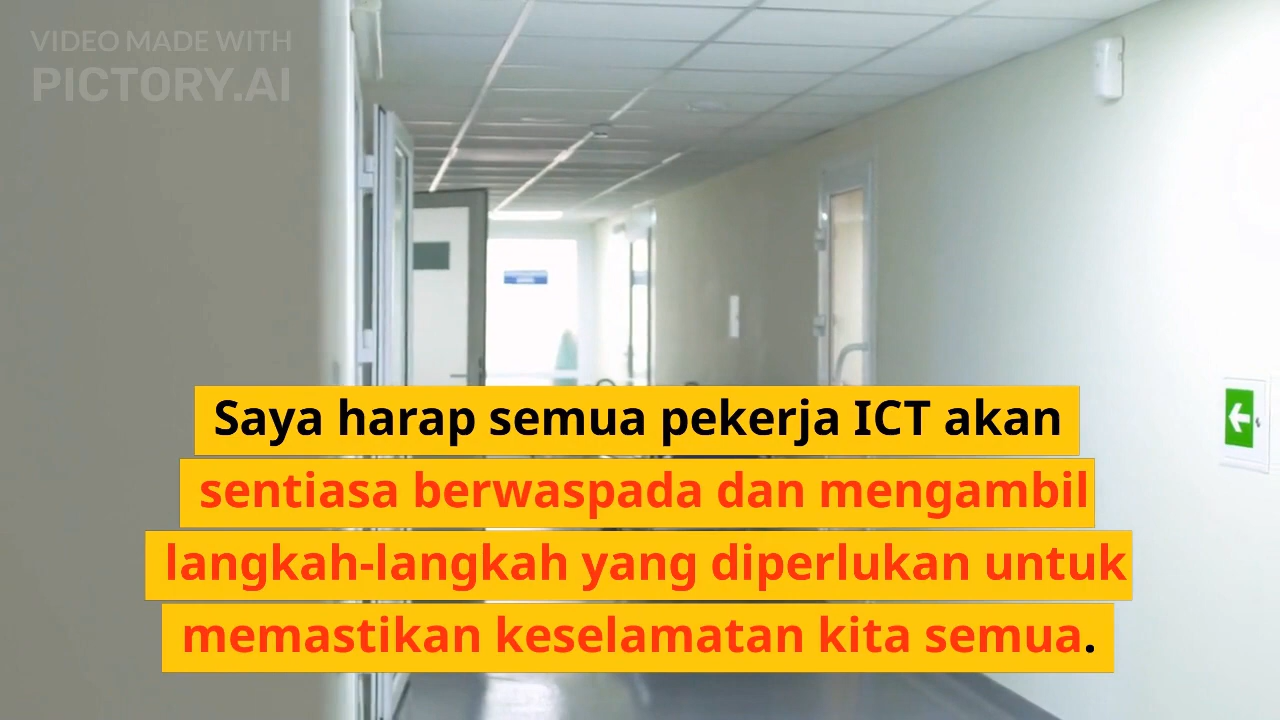 VIDEO MADE WITH
PICTORY.AI
Saya harap semua pekerja ICT akan
sentiasa berwaspada dan mengambil
langkah-langkah yang diperlukan untuk
memastikan keselamatan kita semua.